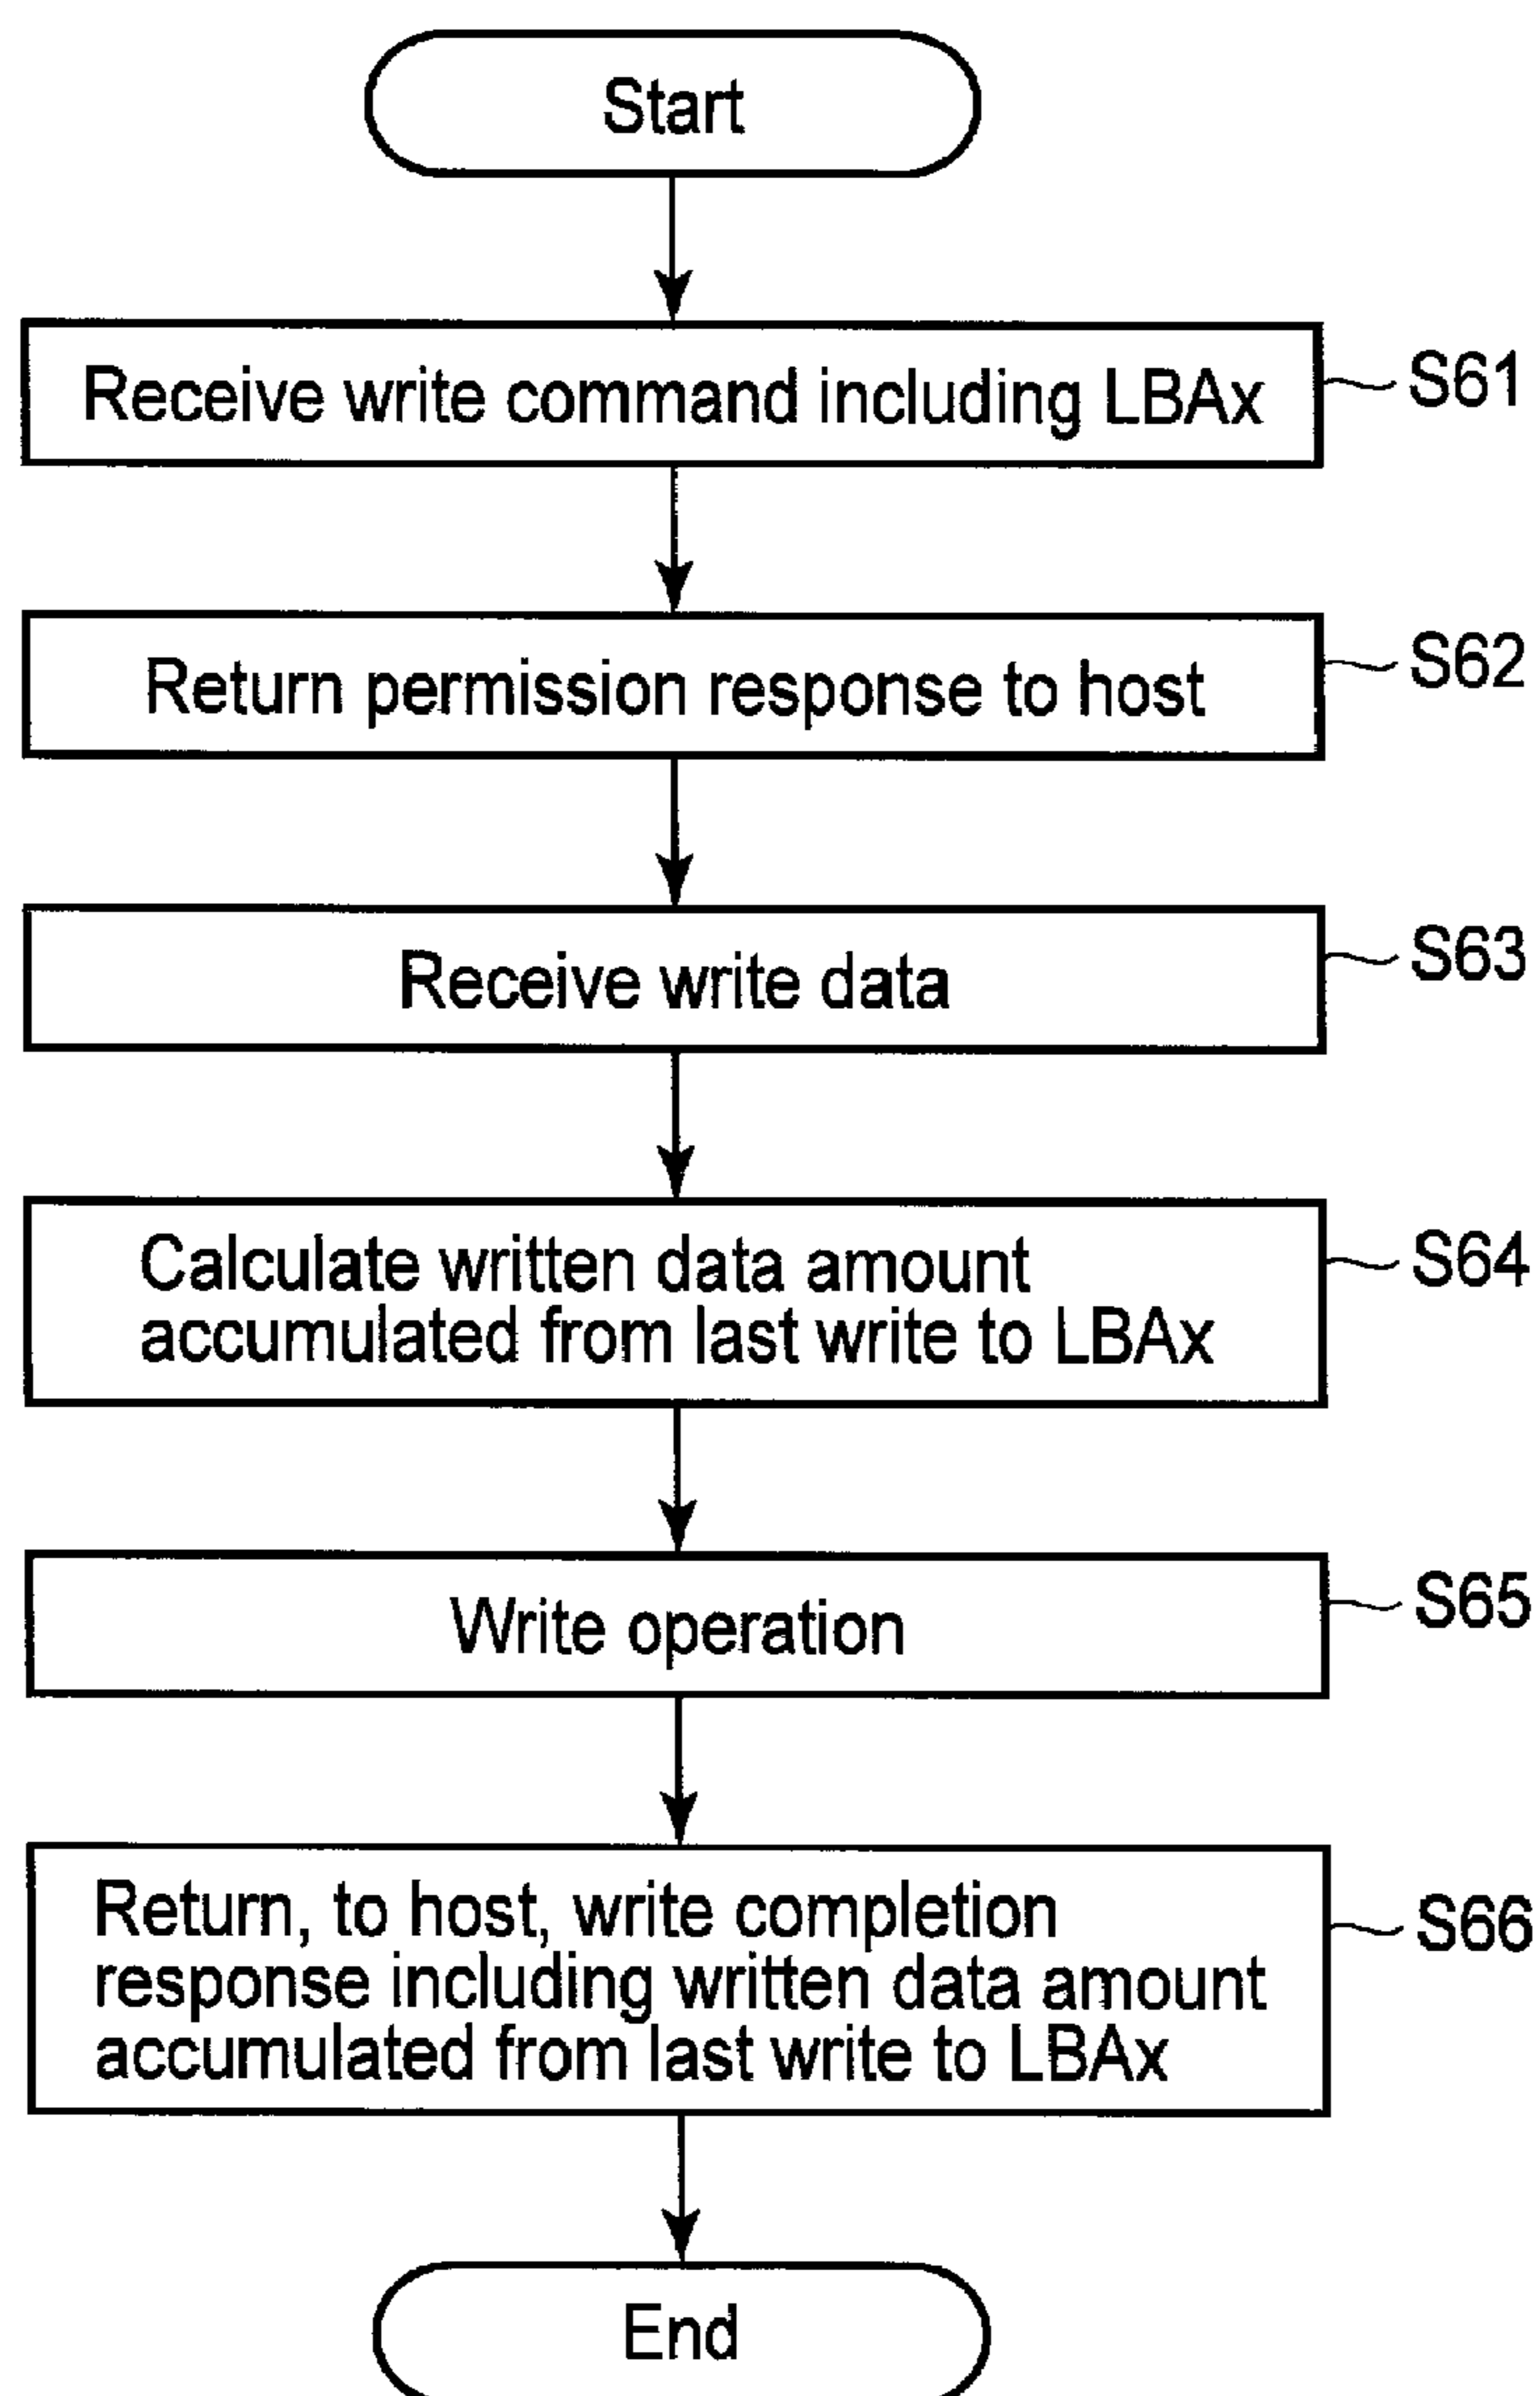 Start
Receive write command including LBAx
S61
Return permission response to host
S62
Receive write data
S63
Calculate written data amount
accumulated from last write to LBAx
S64
Write operation
S65
Return, to host, write completion
response including written data amount
accumulated from last write to LBAx
S66
End